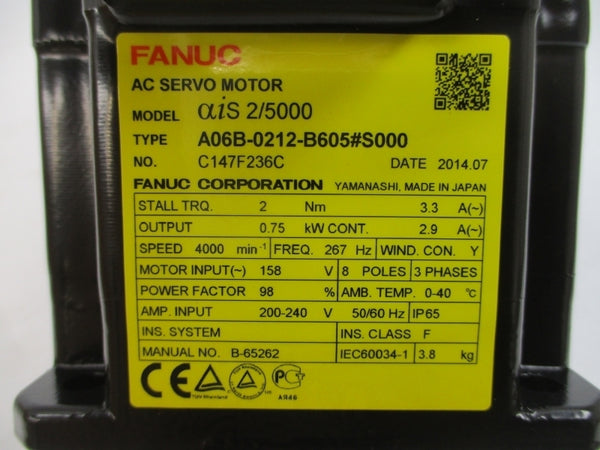 FANUC
AC SERVO MOTOR
MODEL αiS 2/5000
TYPE A06B-0212-B605#S000
NO. C147F236C DATE 2014.07
FANUC CORPORATION YAMANASHI, MADE IN JAPAN
STALL TRQ. 2 Nm 3.3 A(~)
OUTPUT 0.75 kW CONT. 2.9 A(~)
SPEED 4000 min⁻¹ FREQ. 267 Hz WIND. CON. Y
MOTOR INPUT(~) 158 V 8 POLES 3 PHASES
POWER FACTOR 98 % AMB. TEMP. 0-40 ℃
AMP. INPUT 200-240 V 50/60 Hz IP65
INS. SYSTEM INS. CLASS F
MANUAL NO. B-65262 IEC60034-1 3.8 kg
CE
TÜV Rheinland
АЯ46